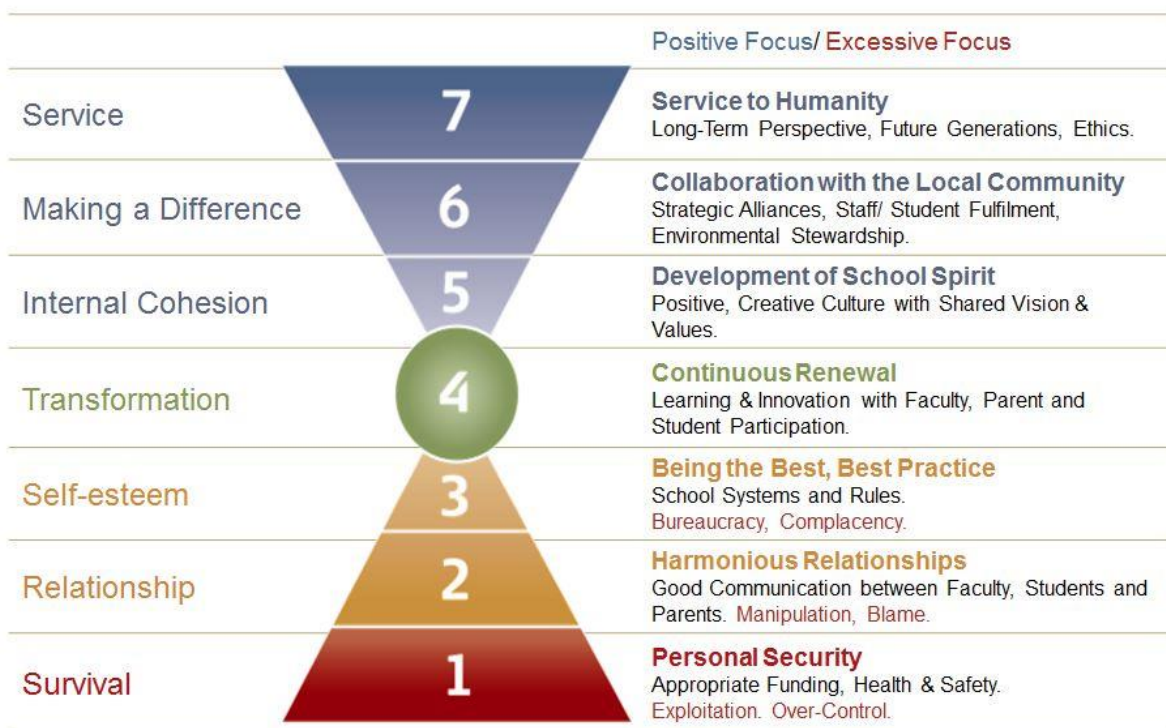 Positive Focus/ Excessive Focus
Service
7
Service to Humanity
Long-Term Perspective, Future Generations, Ethics.
Making a Difference
6
Collaboration with the Local Community
Strategic Alliances, Staff/ Student Fulfilment,
Environmental Stewardship.
Internal Cohesion
5
Development of School Spirit
Positive, Creative Culture with Shared Vision &
Values.
Transformation
4
Continuous Renewal
Learning & Innovation with Faculty, Parent and
Student Participation.
Self-esteem
3
Being the Best, Best Practice
School Systems and Rules.
Bureaucracy, Complacency.
Relationship
2
Harmonious Relationships
Good Communication between Faculty, Students and
Parents. Manipulation, Blame.
Survival
1
Personal Security
Appropriate Funding, Health & Safety.
Exploitation. Over-Control.